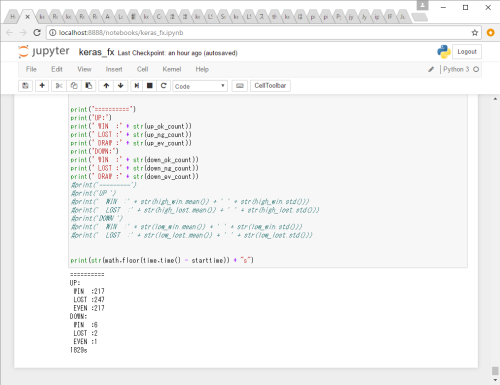 localhost:8888/notebooks/keras_fx.ipynb
jupyter keras_fx Last Checkpoint: an hour ago (autosaved) Logout
File Edit View Insert Cell Kernel Help Python 3
Code CellToolbar
print("==========")
print("UP:")
print(" WIN :" + str(up_ok_count))
print(" LOST :" + str(up_ng_count))
print(" DRAW :" + str(up_ev_count))
print("DOWN:")
print(" WIN :" + str(down_ok_count))
print(" LOST :" + str(down_ng_count))
print(" DRAW :" + str(down_ev_count))
#print('---------')
#print('UP')
#print(' WIN :' + str(high_win.mean()) + ' ' + str(high_win.std()))
#print(' LOST :' + str(high_lost.mean()) + ' ' + str(high_lost.std()))
#print('DOWN')
#print(' WIN :' + str(low_win.mean()) + ' ' + str(low_win.std()))
#print(' LOST :' + str(low_lost.mean()) + ' ' + str(low_lost.std()))
print(str(math.floor(time.time() - starttime)) + "s")
==========
UP:
WIN :217
LOST :247
EVEN :217
DOWN:
WIN :6
LOST :2
EVEN :1
1829s